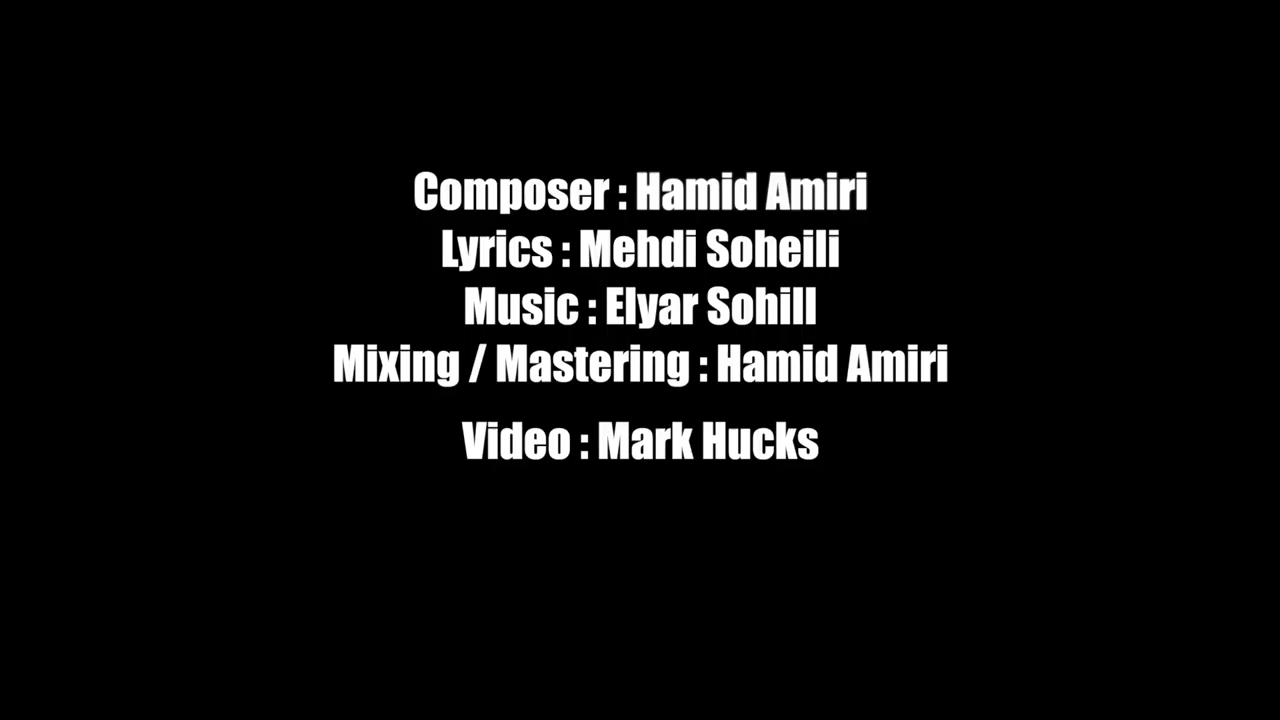 Composer : Hamid Amiri
Lyrics : Mehdi Soheili
Music : Elyar Sohill
Mixing / Mastering : Hamid Amiri
Video : Mark Hucks